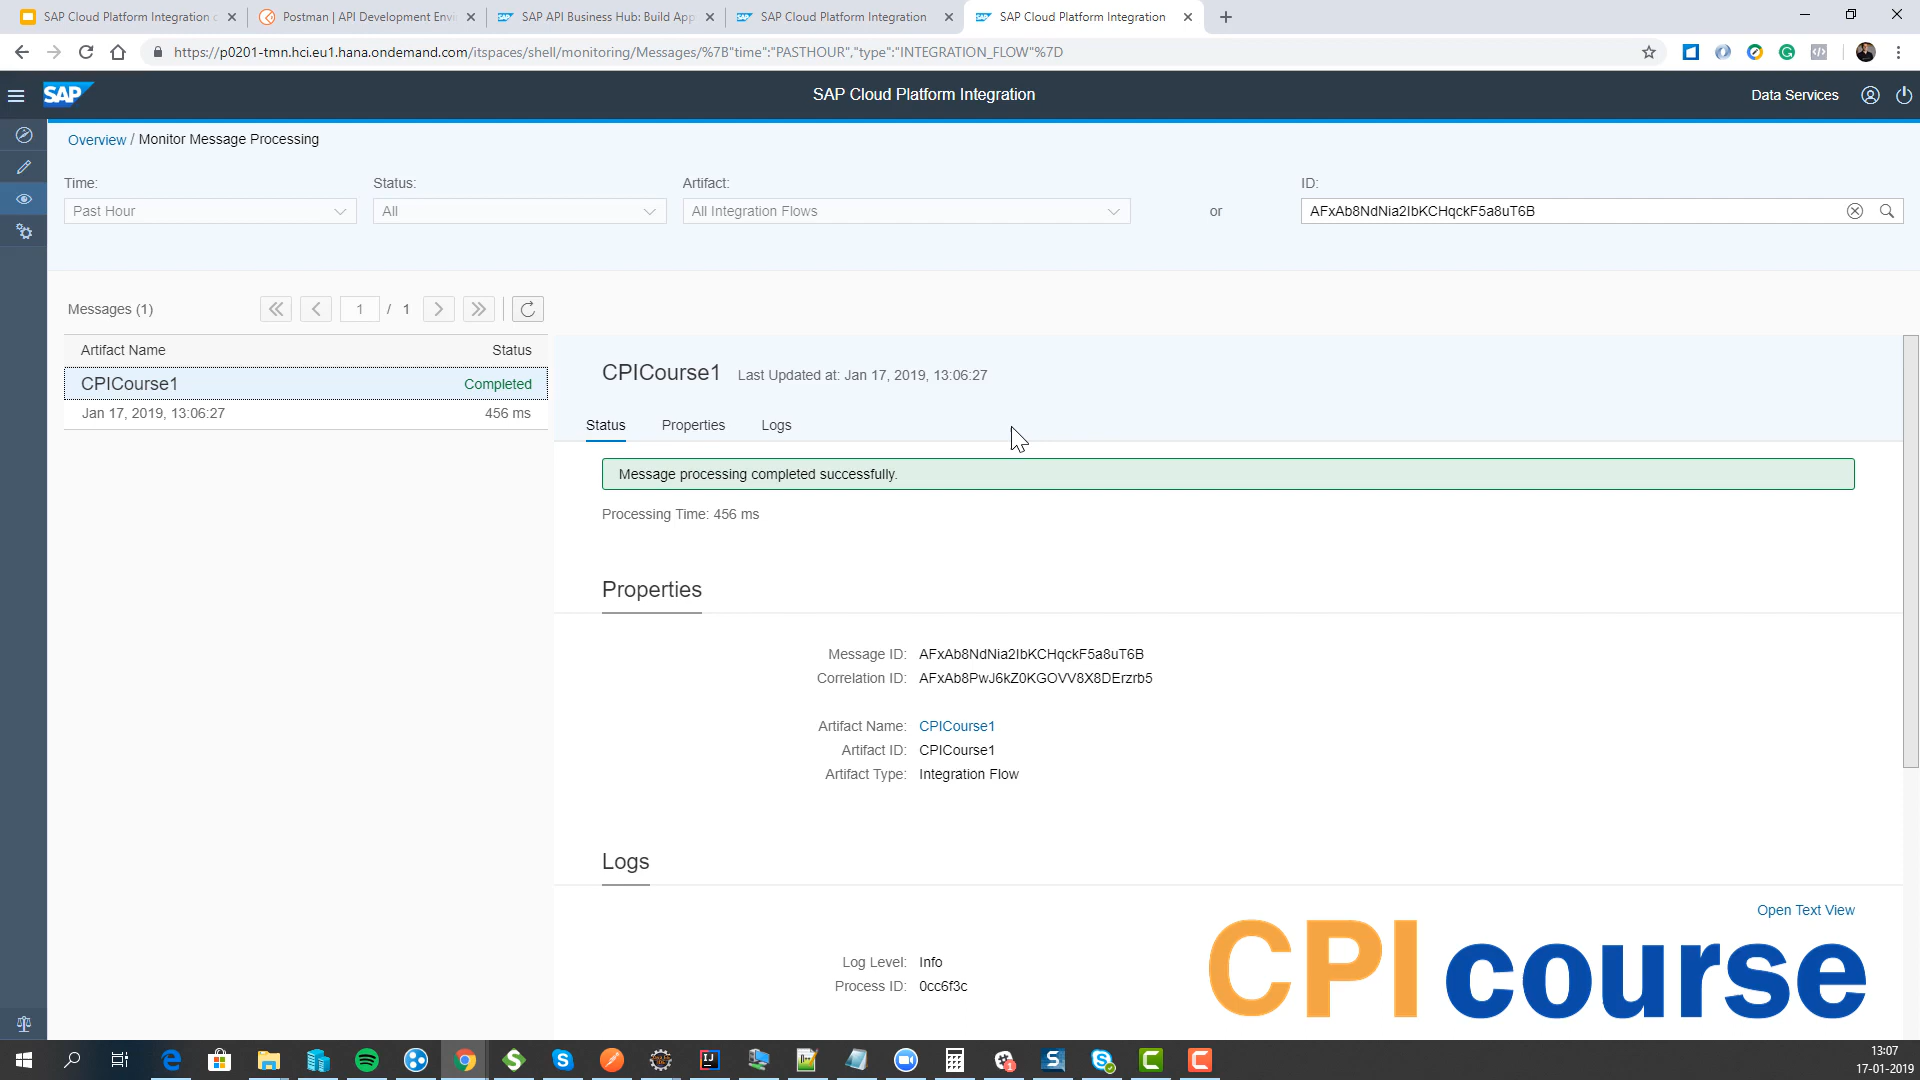 SAP Cloud Platform Integration c
Postman | API Development Envi
SAP API Business Hub: Build App
SAP Cloud Platform Integration
SAP Cloud Platform Integration
https://p0201-tmn.hci.eu1.hana.ondemand.com/itspaces/shell/monitoring/Messages/%7B"time":"PASTHOUR","type":"INTEGRATION_FLOW"%7D
SAP
SAP Cloud Platform Integration
Data Services
Overview / Monitor Message Processing
Time:
Status:
Artifact:
ID:
Past Hour
All
All Integration Flows
or
AFxAb8NdNia2IbKCHqckF5a8uT6B
Messages (1)
1 / 1
Artifact Name
Status
CPICourse1
Completed
Jan 17, 2019, 13:06:27
456 ms
CPICourse1
Last Updated at: Jan 17, 2019, 13:06:27
Status
Properties
Logs
Message processing completed successfully.
Processing Time: 456 ms
Properties
Message ID: AFxAb8NdNia2IbKCHqckF5a8uT6B
Correlation ID: AFxAb8PwJ6kZ0KGOVV8X8DErzrb5
Artifact Name: CPICourse1
Artifact ID: CPICourse1
Artifact Type: Integration Flow
Logs
Open Text View
Log Level: Info
Process ID: 0cc6f3c
CPI course
13:07
17-01-2019